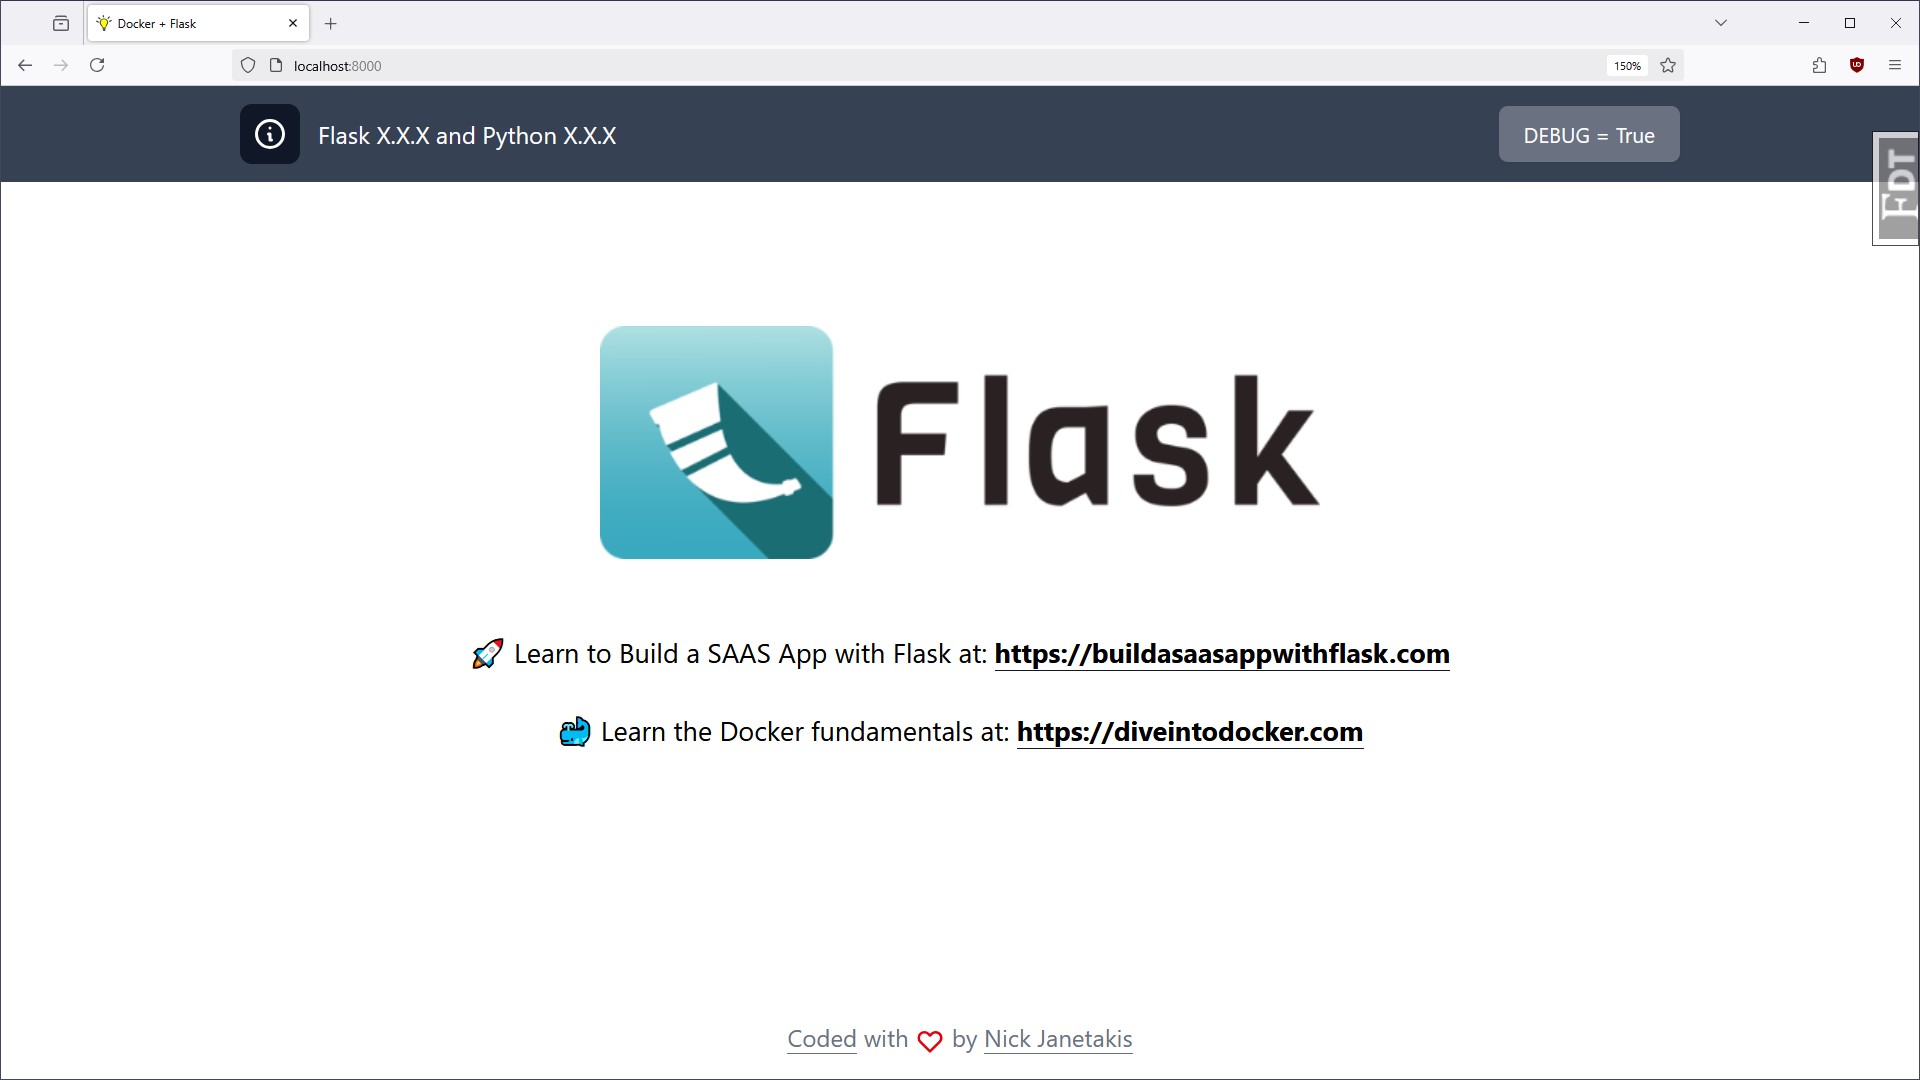 Docker + Flask
localhost:8000
150%
Flask X.X.X and Python X.X.X
DEBUG = True
FDT
Flask
Learn to Build a SAAS App with Flask at: https://buildasaasappwithflask.com
Learn the Docker fundamentals at: https://diveintodocker.com
Coded with by Nick Janetakis